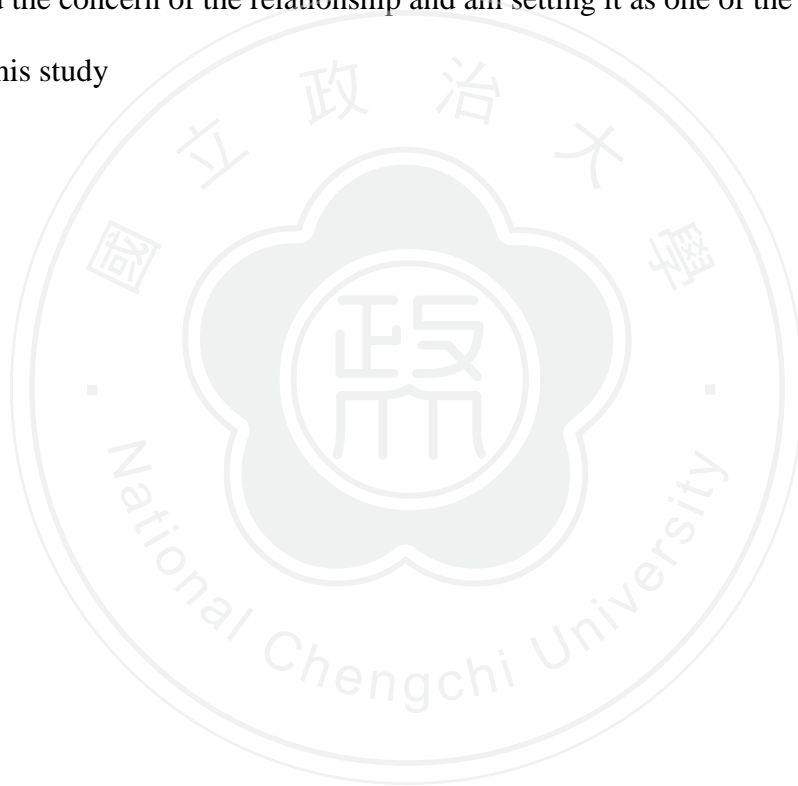 the concern of the relationship and am setting it as one of the
his study
國立政治大學
政
National Chengchi University